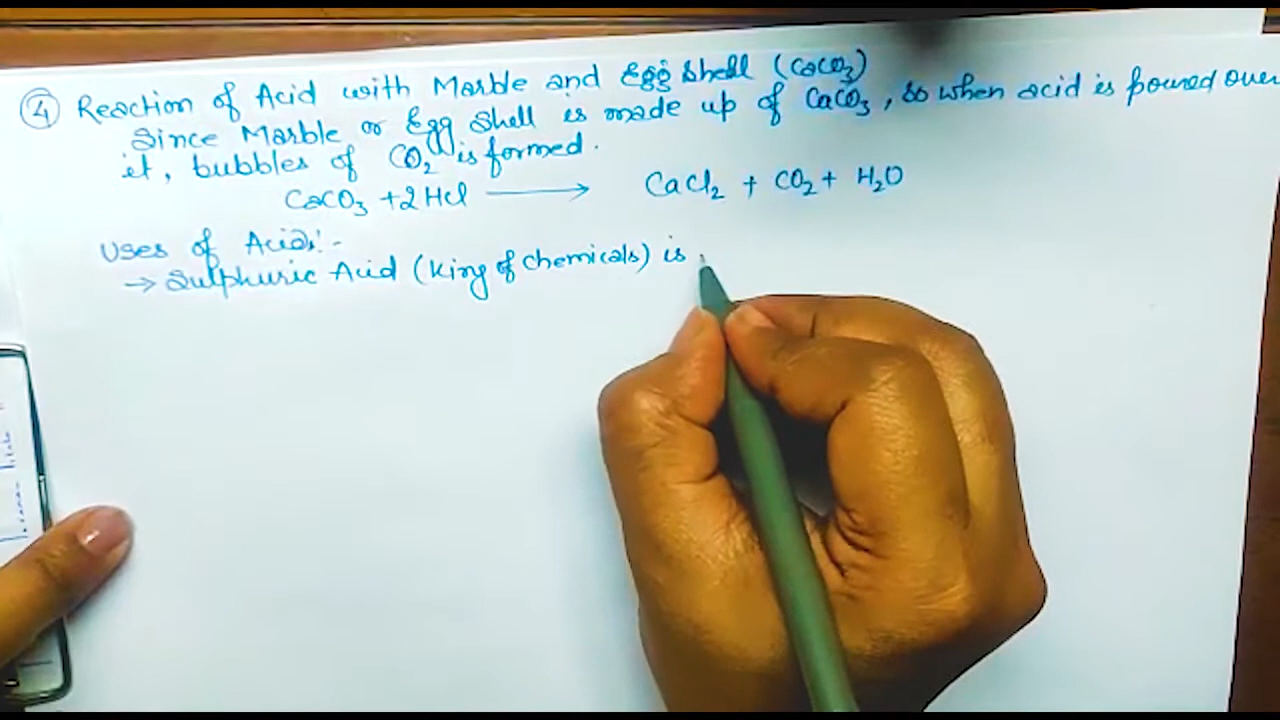 ④ Reaction of Acid with Marble and Egg Shell (CaCO₃)
Since Marble or Egg Shell is made up of CaCO₃, so when acid is poured over
it, bubbles of CO₂ is formed.
CaCO₃ + 2HCl ⟶ CaCl₂ + CO₂ + H₂O
Uses of Acids:-
→ Sulphuric Acid (King of Chemicals) is